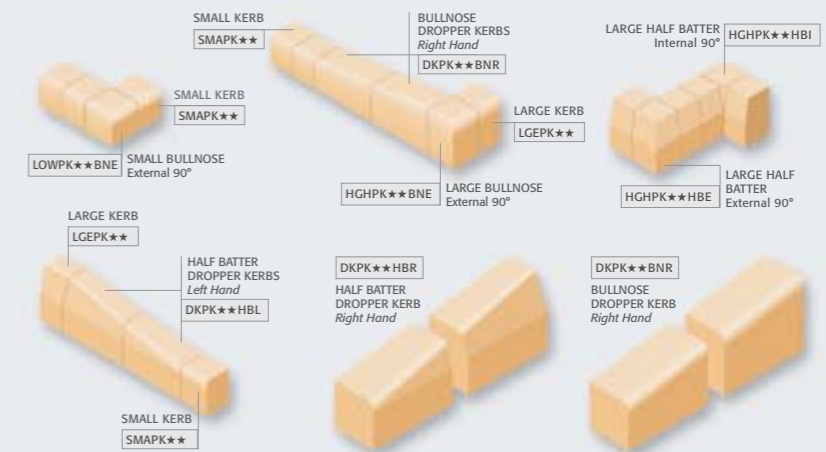 SMALL KERB
SMAPK★★
SMALL KERB
SMAPK★★
LOWPK★★BNE
SMALL BULLNOSE
External 90°
BULLNOSE
DROPPER KERBS
Right Hand
DKPK★★BNR
LARGE KERB
LGEPK★★
HGHPK★★BNE
LARGE BULLNOSE
External 90°
LARGE HALF BATTER
Internal 90°
HGHPK★★HBI
LARGE HALF
BATTER
External 90°
HGHPK★★HBE
LARGE KERB
LGEPK★★
HALF BATTER
DROPPER KERBS
Left Hand
DKPK★★HBL
SMALL KERB
SMAPK★★
DKPK★★HBR
HALF BATTER
DROPPER KERB
Right Hand
DKPK★★BNR
BULLNOSE
DROPPER KERB
Right Hand